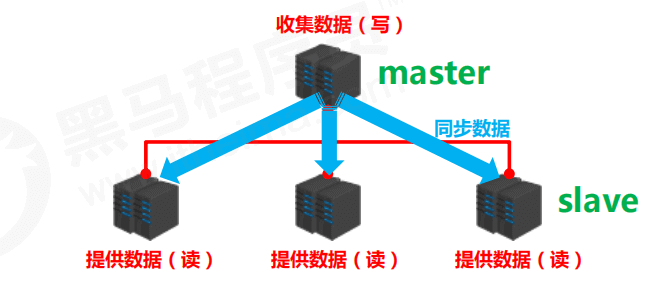 收集数据（写）
master
同步数据
slave
提供数据（读）
提供数据（读）
提供数据（读）
黑马程序员